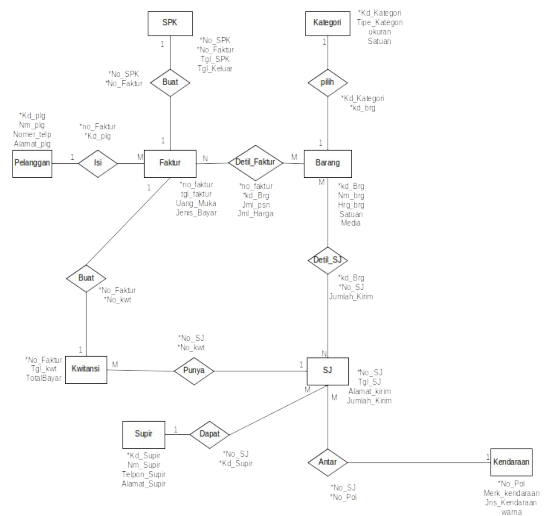 SPK
*No_SPK
*No_Faktur
Tgl_SPK
Tgl_Keluar
1
*No_SPK
*No_Faktur
Buat
1
Kategori
*Kd_Kategori
Tipe_Kategori
ukuran
Satuan
1
pilih
*Kd_Kategori
*kd_brg
1
*Kd_plg
Nm_plg
Nomer_telp
Alamat_plg
Pelanggan
1
*no_Faktur
*Kd_plg
Isi
M
Faktur
N
Detil_Faktur
M
Barang
1
*no_faktur
tgl_faktur
Uang_Muka
Jenis_Bayar
*no_faktur
*kd_Brg
Jml_psn
Jml_Harga
M
*kd_Brg
Nm_brg
Hrg_brg
Satuan
Media
Detil_SJ
*kd_Brg
*No_SJ
Jumlah_Kirim
Buat
*No_Faktur
*No_kwt
1
N
*No_Faktur
Tgl_kwt
TotalBayar
Kwitansi
M
*No_SJ
*No_kwt
Punya
1
SJ
*No_SJ
Tgl_SJ
Alamat_kirim
Jumlah_Kirim
M
M
Supir
1
Dapat
*Kd_Supir
Nm_Supir
Telpon_Supir
Alamat_Supir
*No_SJ
*Kd_Supir
Antar
*No_SJ
*No_Pol
1
Kendaraan
*No_Pol
Merk_kendaraan
Jns_Kendaraan
warna